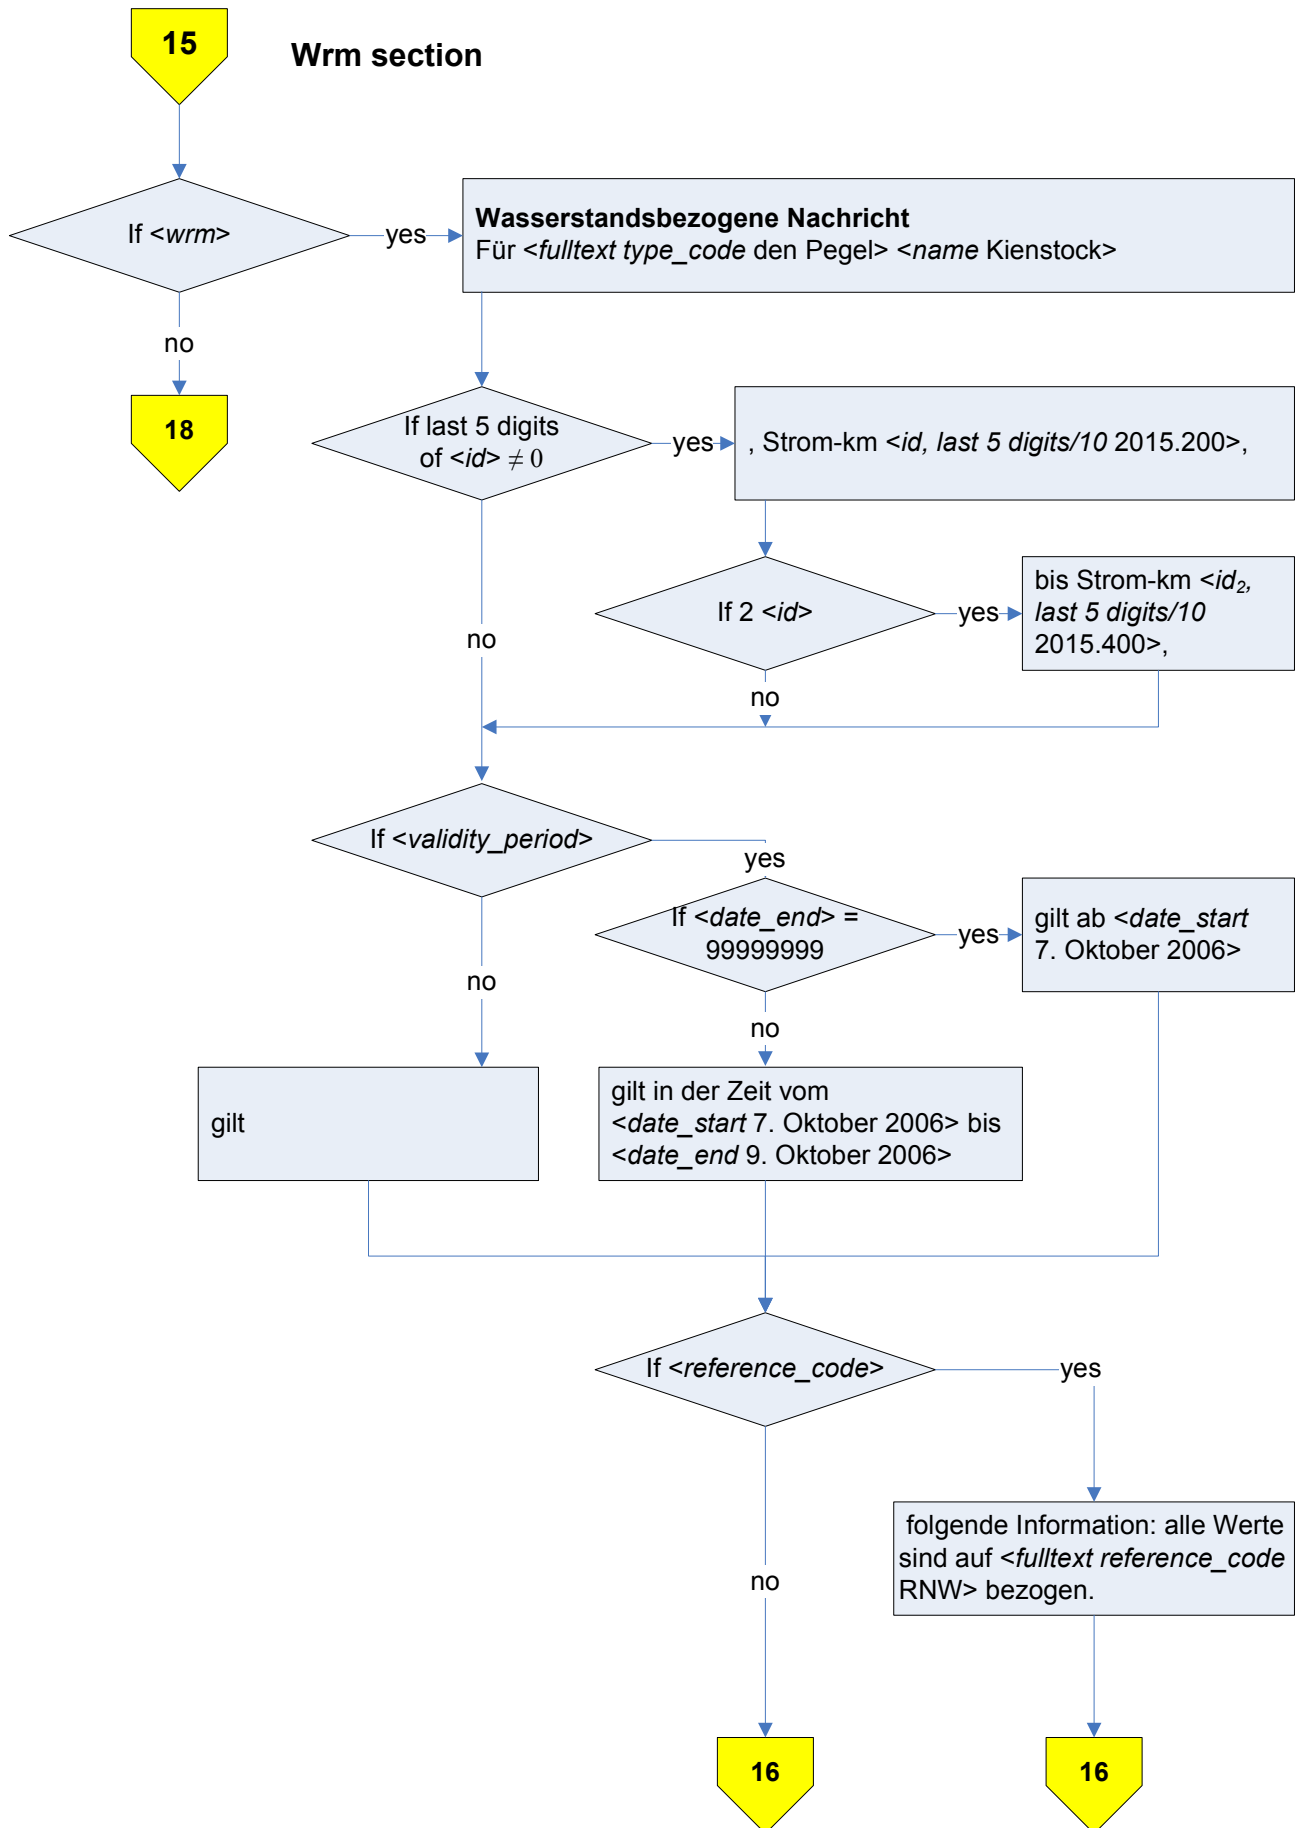 15
Wrm section
If <wrm>
yes
Wasserstandsbezogene Nachricht
Für <fulltext type_code den Pegel> <name Kienstock>
no
18
If last 5 digits
of <id> ≠ 0
yes
, Strom-km <id, last 5 digits/10 2015.200>,
If 2 <id>
yes
bis Strom-km <id2,
last 5 digits/10
2015.400>,
no
no
If <validity_period>
yes
If <date_end> =
99999999
yes
gilt ab <date_start
7. Oktober 2006>
no
no
gilt
gilt in der Zeit vom
<date_start 7. Oktober 2006> bis
<date_end 9. Oktober 2006>
If <reference_code>
yes
folgende Information: alle Werte
sind auf <fulltext reference_code
RNW> bezogen.
no
16
16